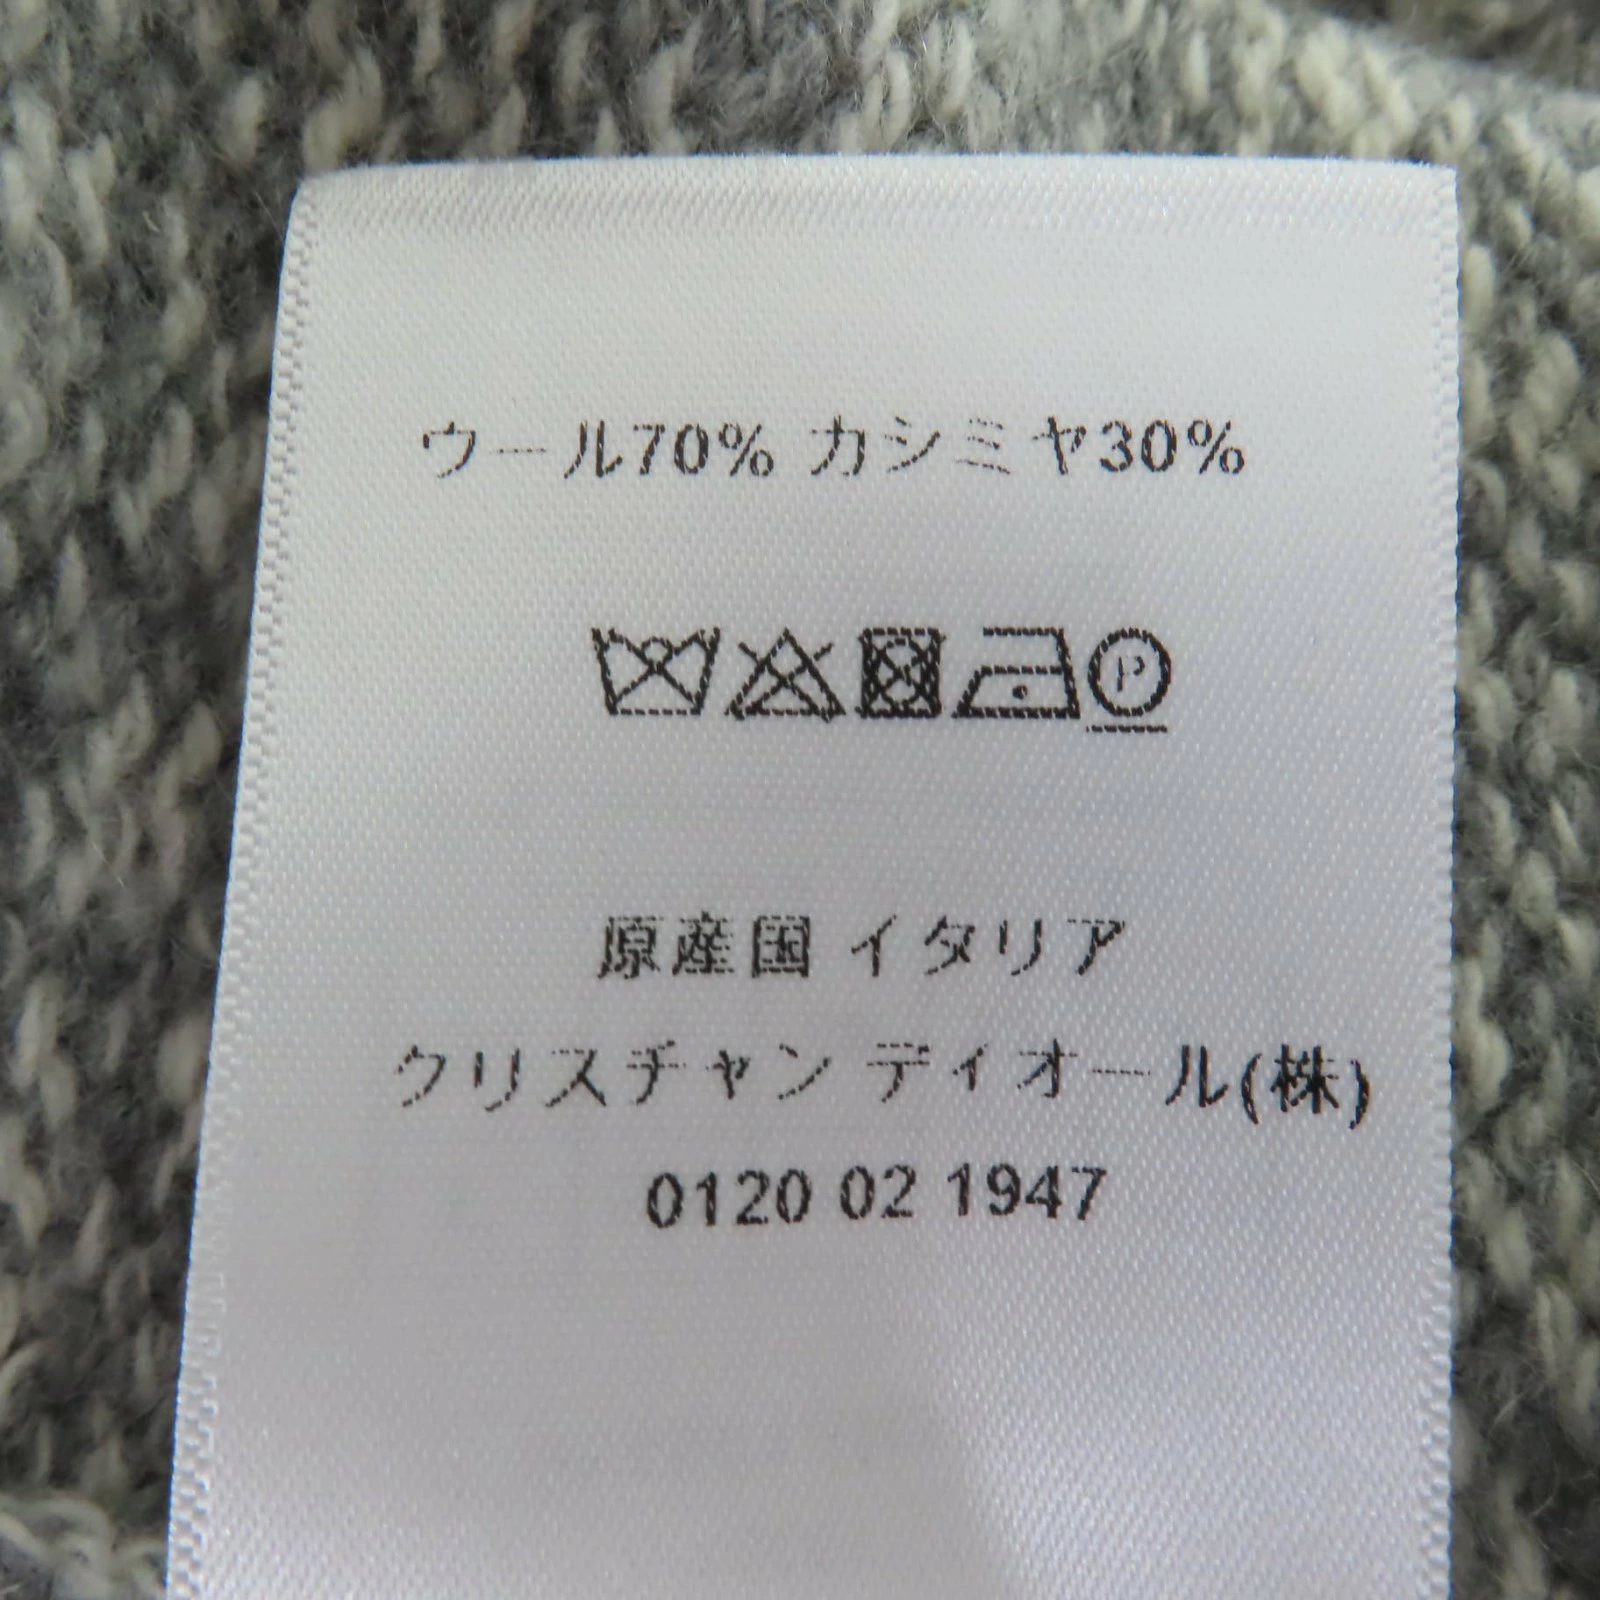 ウール70% カシミヤ30%
P
原産国 イタリア
クリスチャン ディオール(株)
0120 02 1947